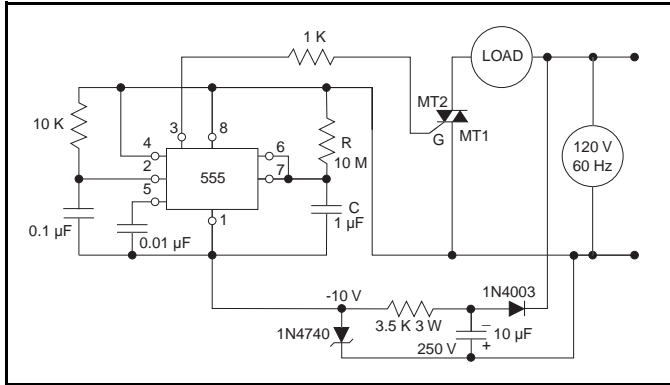 1 K
LOAD
MT2
MT1
G
10 K
3
8
4
2
5
555
6
7
1
R
10 M
C
1 µF
0.1 µF
0.01 µF
120 V
60 Hz
-10 V
3.5 K 3 W
1N4003
1N4740
–
10 µF
250 V
+